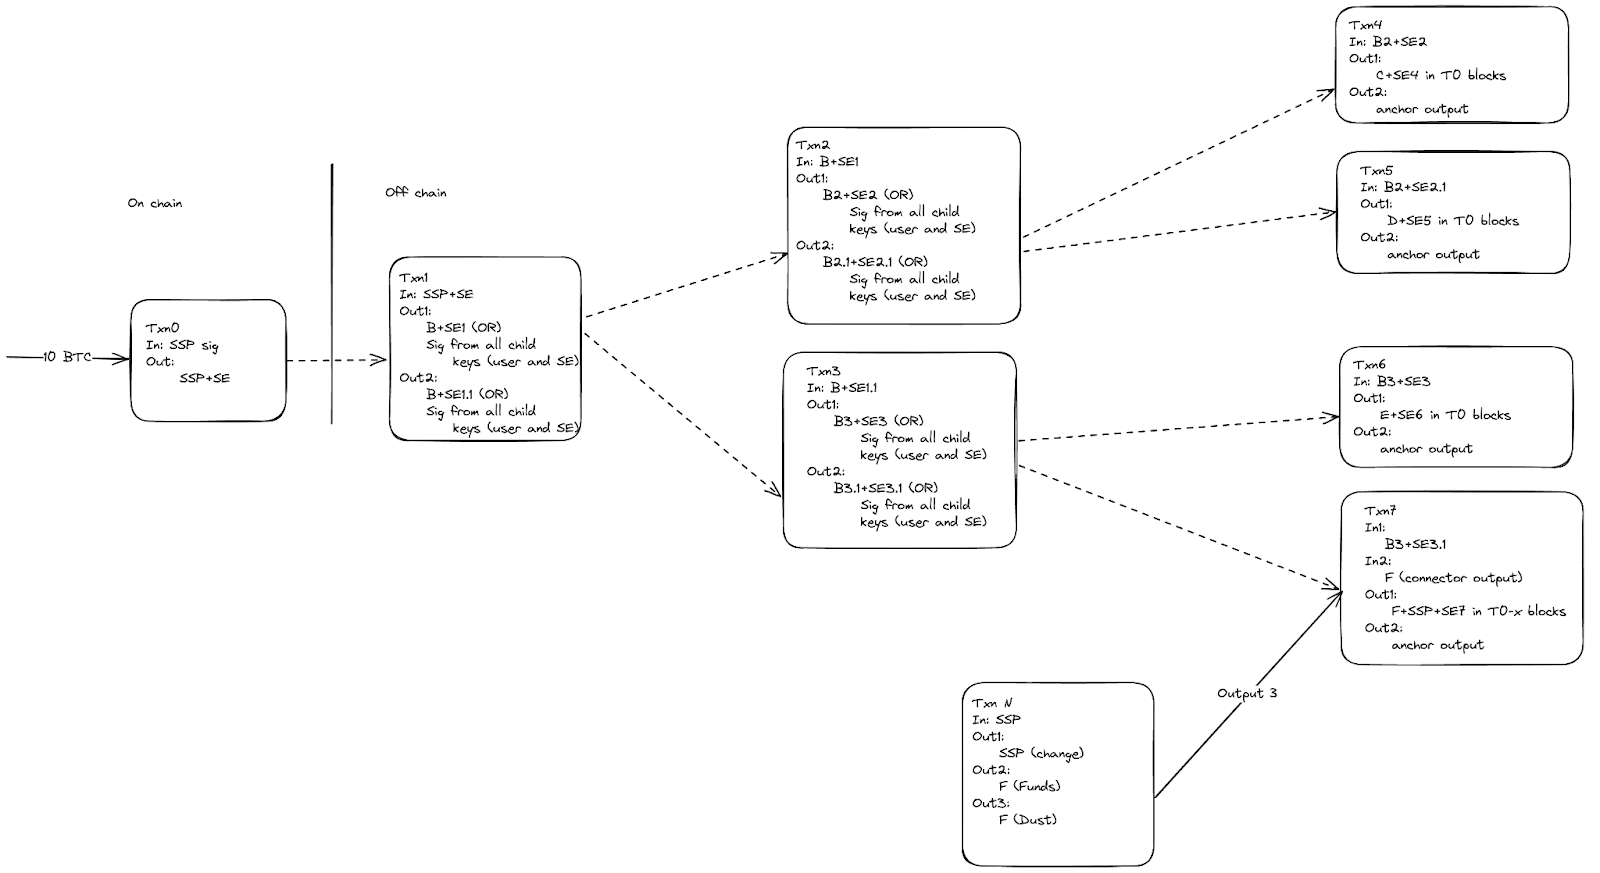 On chain
Off chain
10 BTC
Txn0
In: SSP sig
Out:
SSP+SE
Txn1
In: SSP+SE
Out1:
B+SE1 (OR)
Sig from all child
keys (user and SE)
Out2:
B+SE1.1 (OR)
Sig from all child
keys (user and SE)
Txn2
In: B+SE1
Out1:
B2+SE2 (OR)
Sig from all child
keys (user and SE)
Out2:
B2.1+SE2.1 (OR)
Sig from all child
keys (user and SE)
Txn3
In: B+SE1.1
Out1:
B3+SE3 (OR)
Sig from all child
keys (user and SE)
Out2:
B3.1+SE3.1 (OR)
Sig from all child
keys (user and SE)
Txn4
In: B2+SE2
Out1:
C+SE4 in TO blocks
Out2:
anchor output
Txn5
In: B2+SE2.1
Out1:
D+SE5 in TO blocks
Out2:
anchor output
Txn6
In: B3+SE3
Out1:
E+SE6 in TO blocks
Out2:
anchor output
Txn7
In1:
B3+SE3.1
In2:
F (connector output)
Out1:
F+SSP+SE7 in TO-x blocks
Out2:
anchor output
Output 3
Txn N
In: SSP
Out1:
SSP (change)
Out2:
F (Funds)
Out3:
F (Dust)